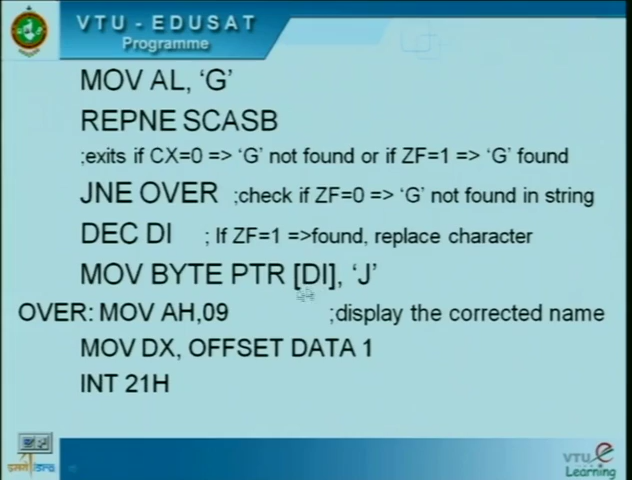 VTU - EDUSAT
Programme
MOV AL, ‘G’
REPNE SCASB
;exits if CX=0 => ‘G’ not found or if ZF=1 => ‘G’ found
JNE OVER ;check if ZF=0 => ‘G’ not found in string
DEC DI ; If ZF=1 =>found, replace character
MOV BYTE PTR [DI], ‘J’
OVER: MOV AH,09 ;display the corrected name
MOV DX, OFFSET DATA 1
INT 21H
VTU e
Learning